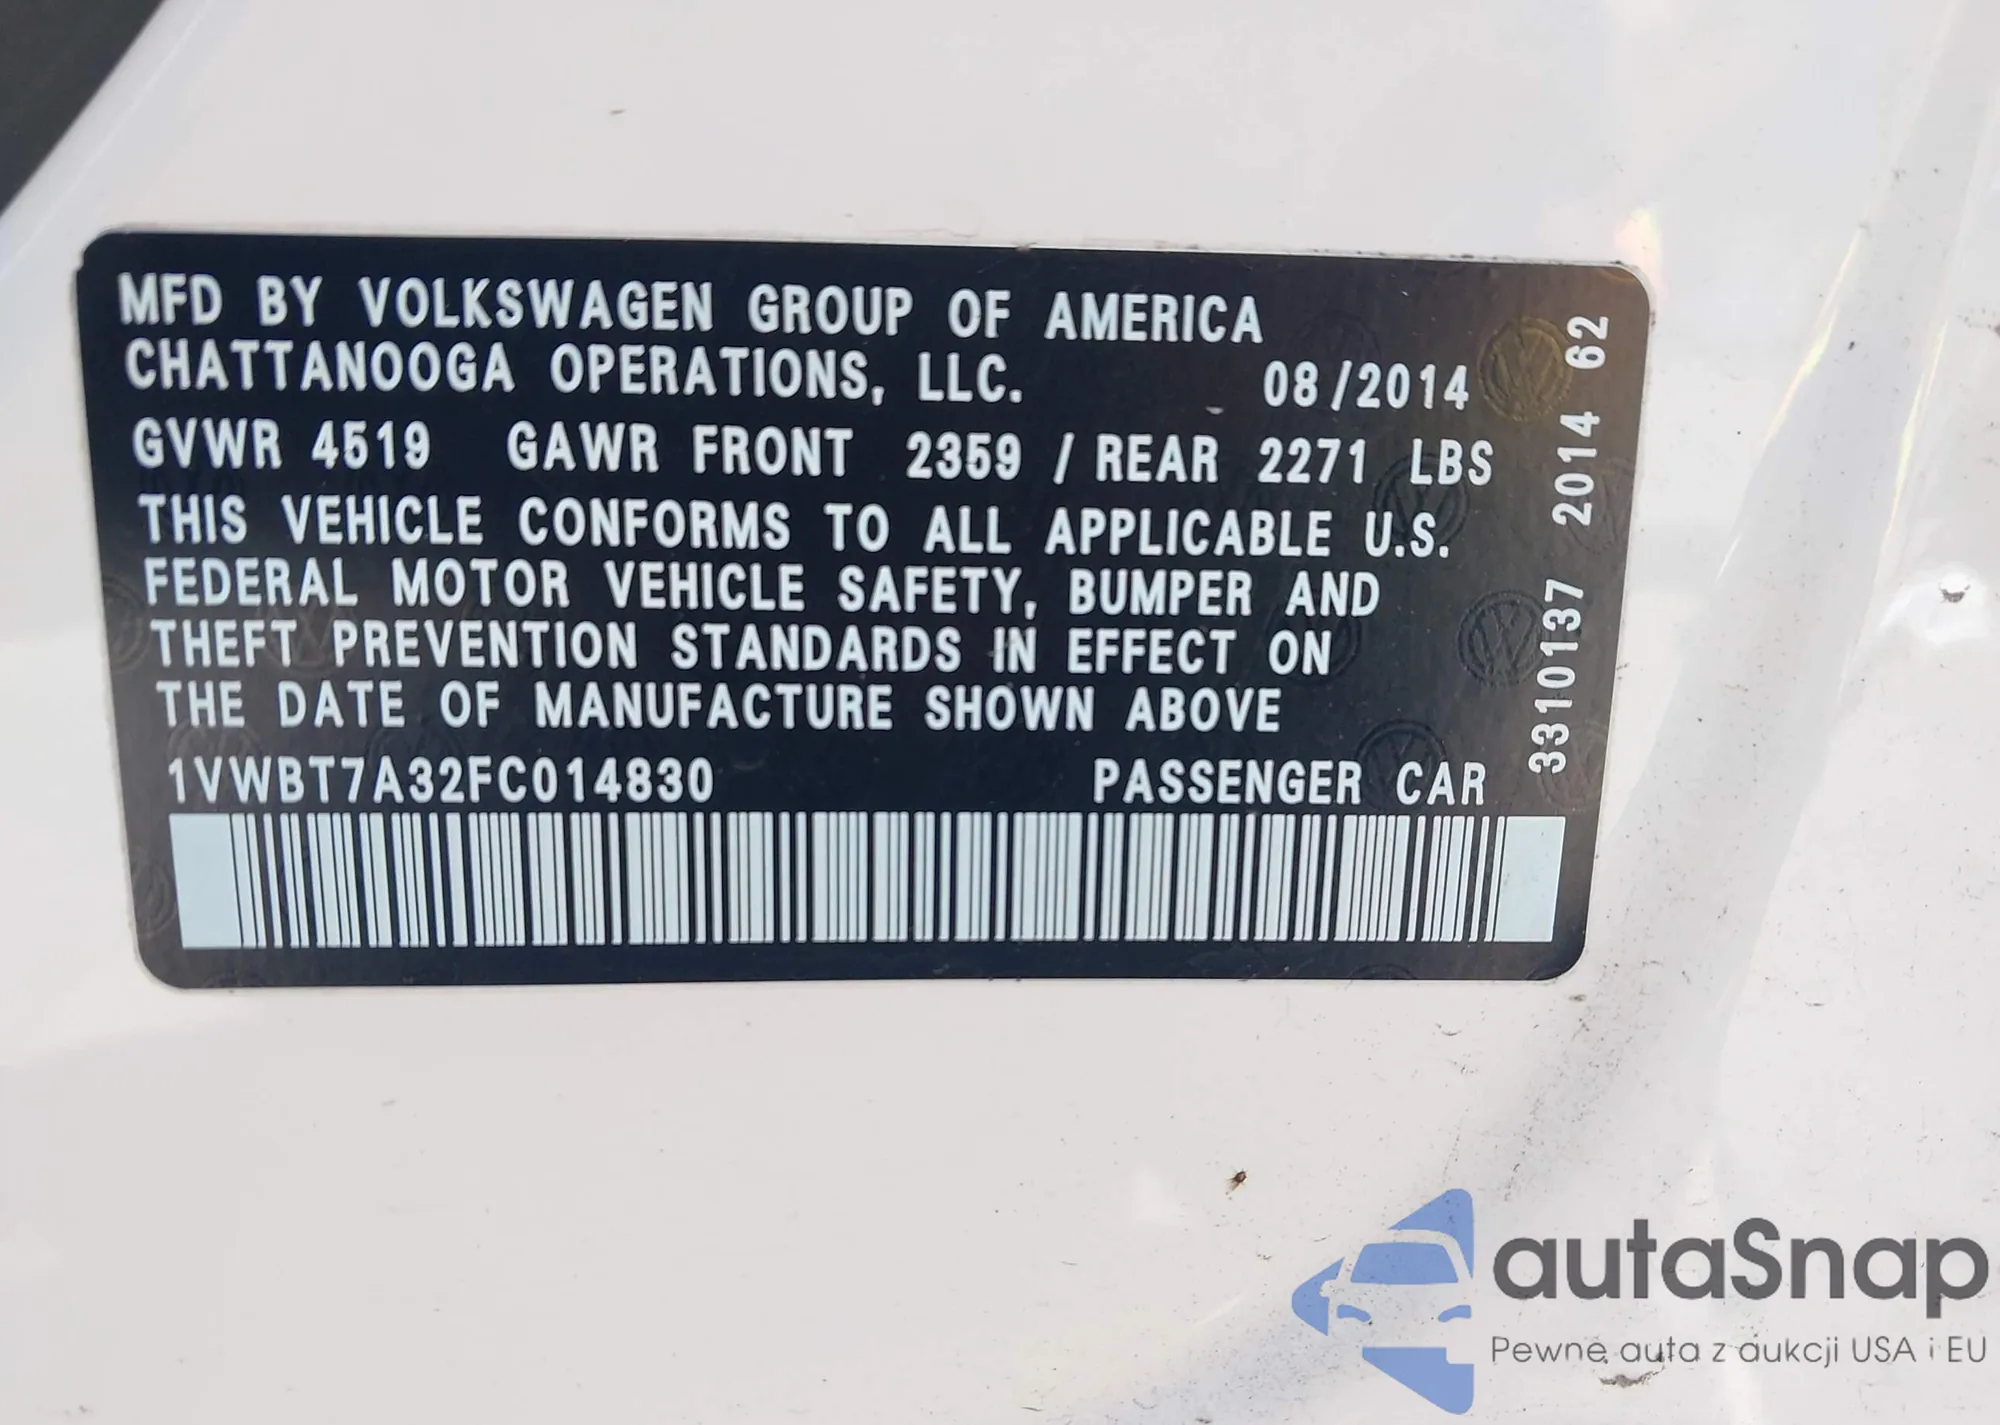 MFD BY VOLKSWAGEN GROUP OF AMERICA
CHATTANOOGA OPERATIONS, LLC. 08/2014
GVWR 4519 GAWR FRONT 2359 / REAR 2271 LBS
THIS VEHICLE CONFORMS TO ALL APPLICABLE U.S.
FEDERAL MOTOR VEHICLE SAFETY, BUMPER AND
THEFT PREVENTION STANDARDS IN EFFECT ON
THE DATE OF MANUFACTURE SHOWN ABOVE
1VWBT7A32FC014830 PASSENGER CAR
3310137 2014 62
autaSnap
Pewne auta z aukcji USA i EU